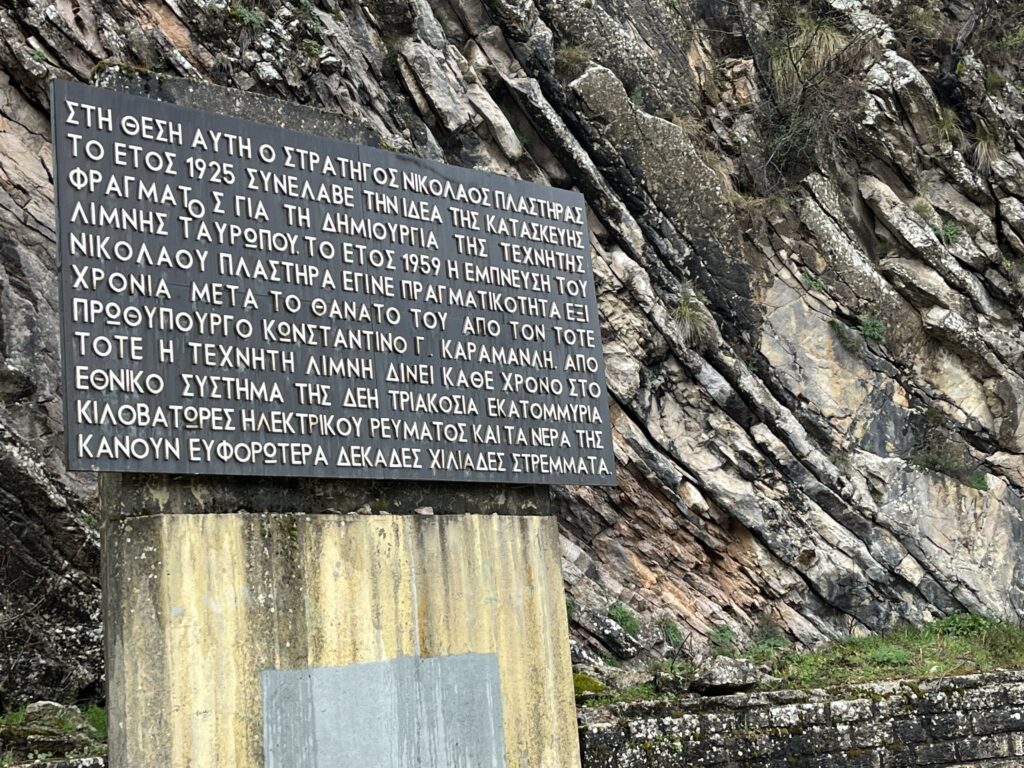 ΣΤΗ ΘΕΣΗ ΑΥΤΗ Ο ΣΤΡΑΤΗΓΟΣ ΝΙΚΟΛΑΟΣ ΠΛΑΣΤΗΡΑΣ
ΤΟ ΕΤΟΣ 1925 ΣΥΝΕΛΑΒΕ ΤΗΝ ΙΔΕΑ ΤΗΣ ΚΑΤΑΣΚΕΥΗΣ
ΦΡΑΓΜΑΤΟΣ ΓΙΑ ΤΗ ΔΗΜΙΟΥΡΓΙΑ ΤΗΣ ΤΕΧΝΗΤΗΣ
ΛΙΜΝΗΣ ΤΑΥΡΩΠΟΥ. ΤΟ ΕΤΟΣ 1959 Η ΕΜΠΝΕΥΣΗ ΤΟΥ
ΝΙΚΟΛΑΟΥ ΠΛΑΣΤΗΡΑ ΕΓΙΝΕ ΠΡΑΓΜΑΤΙΚΟΤΗΤΑ ΕΞΙ
ΧΡΟΝΙΑ ΜΕΤΑ ΤΟ ΘΑΝΑΤΟ ΤΟΥ ΑΠΟ ΤΟΝ ΤΟΤΕ
ΠΡΩΘΥΠΟΥΡΓΟ ΚΩΝΣΤΑΝΤΙΝΟ Γ. ΚΑΡΑΜΑΝΛΗ. ΑΠΟ
ΤΟΤΕ Η ΤΕΧΝΗΤΗ ΛΙΜΝΗ ΔΙΝΕΙ ΚΑΘΕ ΧΡΟΝΟ ΣΤΟ
ΕΘΝΙΚΟ ΣΥΣΤΗΜΑ ΤΗΣ ΔΕΗ ΤΡΙΑΚΟΣΙΑ ΕΚΑΤΟΜΜΥΡΙΑ
ΚΙΛΟΒΑΤΩΡΕΣ ΗΛΕΚΤΡΙΚΟΥ ΡΕΥΜΑΤΟΣ ΚΑΙ ΤΑ ΝΕΡΑ ΤΗΣ
ΚΑΝΟΥΝ ΕΥΦΟΡΩΤΕΡΑ ΔΕΚΑΔΕΣ ΧΙΛΙΑΔΕΣ ΣΤΡΕΜΜΑΤΑ.